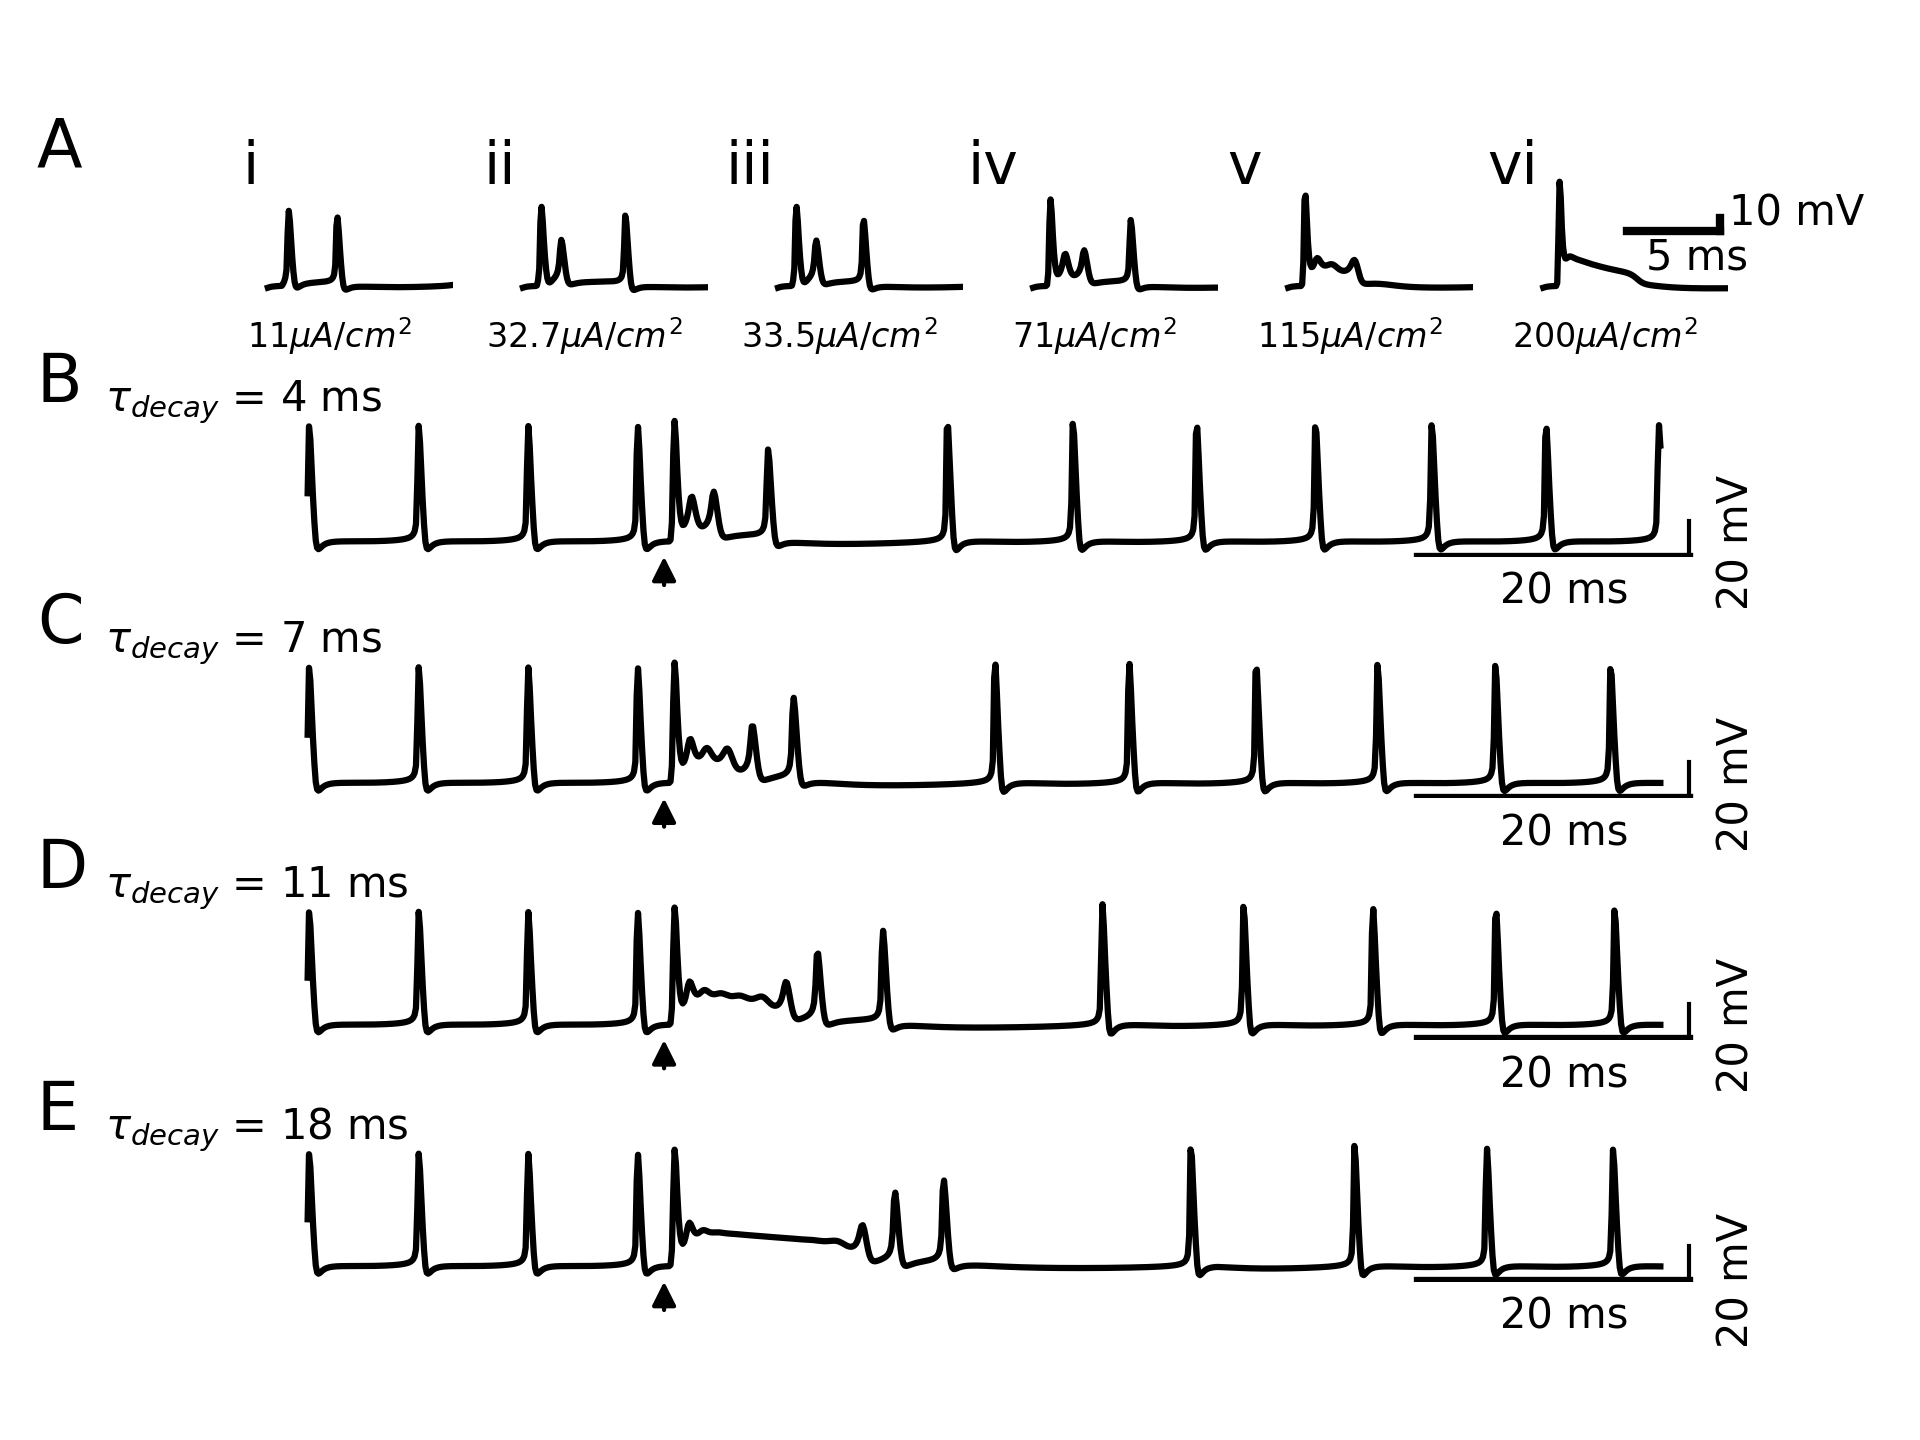 A
i ii iii iv v vi
10 mV
5 ms
11μA/cm² 32.7μA/cm² 33.5μA/cm² 71μA/cm² 115μA/cm² 200μA/cm²
B
τdecay = 4 ms
20 mV
20 ms
C
τdecay = 7 ms
20 mV
20 ms
D
τdecay = 11 ms
20 mV
20 ms
E
τdecay = 18 ms
20 mV
20 ms